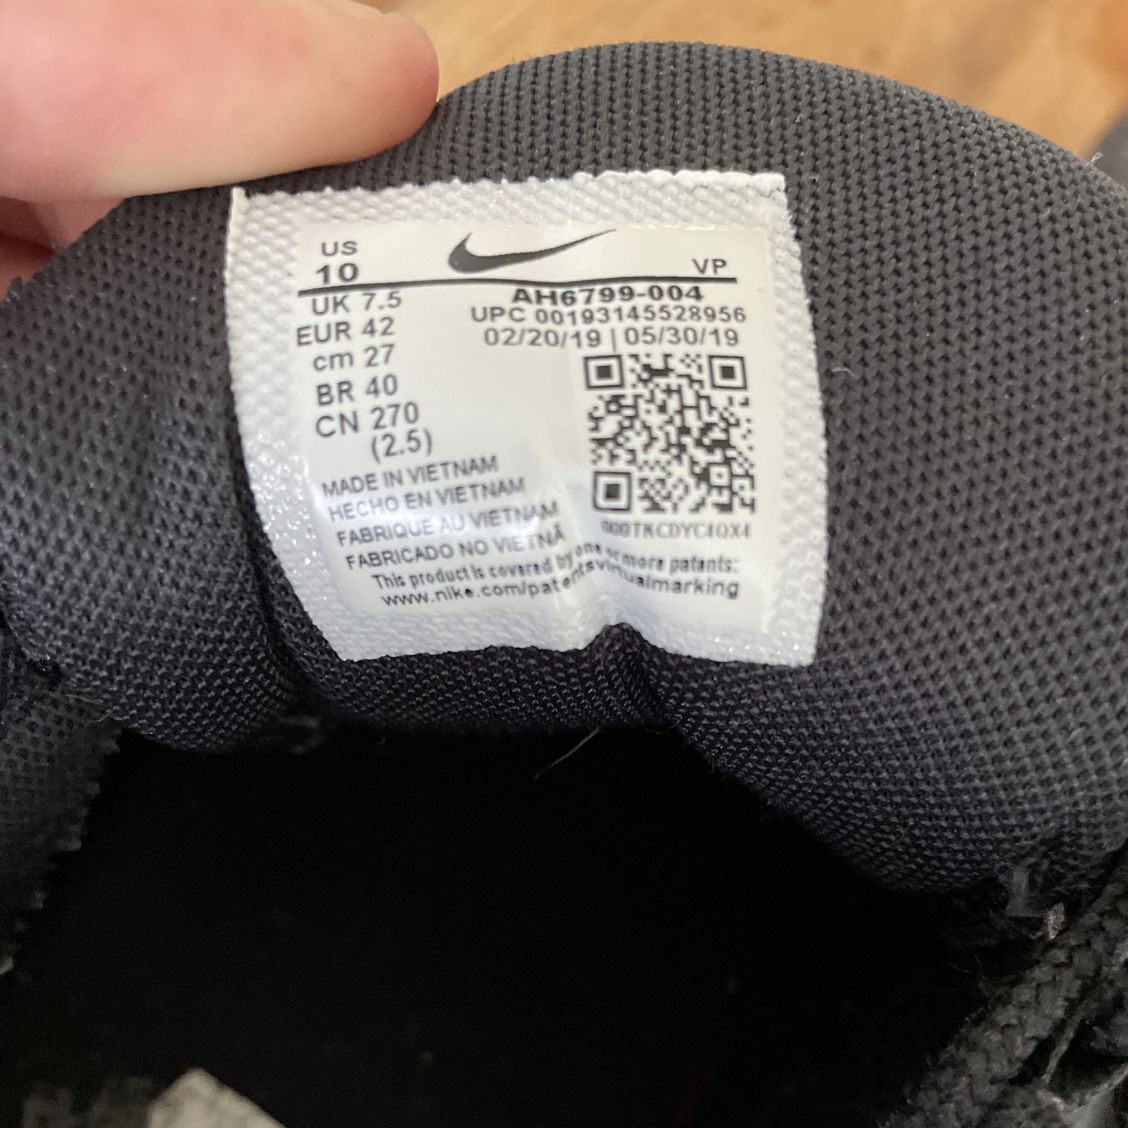 US
10
VP
UK 7.5
EUR 42
cm 27
BR 40
CN 270
(2.5)
AH6799-004
UPC 00193145528956
02/20/19 | 05/30/19
MADE IN VIETNAM
HECHO EN VIETNAM
FABRIQUE AU VIETNAM
FABRICADO NO VIETNÃ
This product is covered by one or more patents:
www.nike.com/patentsvirtualmarking